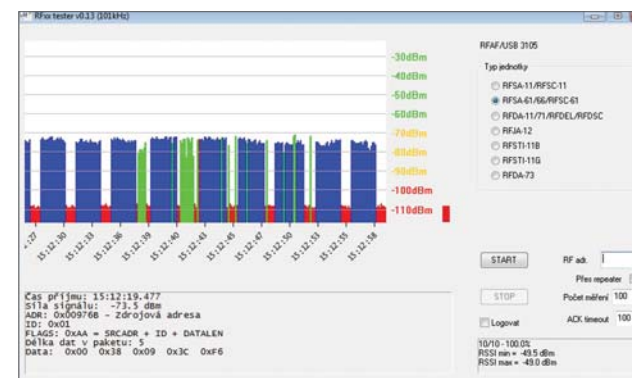 RFxx tester v0.13 (101kHz)
-30dBm
-40dBm
-50dBm
-60dBm
-70dBm
-80dBm
-90dBm
-100dBm
-110dBm
:27
15:12:30
15:12:33
15:12:36
15:12:39
15:12:40
15:12:43
15:12:45
15:12:47
15:12:50
15:12:53
15:12:55
15:12:58
Čas příjmu: 15:12:19.477
Síla signálu: -73.5 dBm
ADR: 0x00976B - Zdrojová adresa
ID: 0x01
FLAGS: 0xAA = SRCADR + ID + DATALEN
Délka dat v paketu: 5
Data: 0x00 0x38 0x09 0x3C 0xF6
RFAF/USB 3105
Typ jednotky
RFSA-11/RFSC-11
RFSA-61/66/RFSC-61
RFDA-11/71/RFDEL/RFDSC
RFJA-12
RFSTI-11B
RFSTI-11G
RFDA-73
START
RF adr.
Přes repeater
STOP
Počet měření 100
Logovat
ACK timeout 100
10/10 - 100.0%
RSSI min = -49.5 dBm
RSSI max = -49.0 dBm